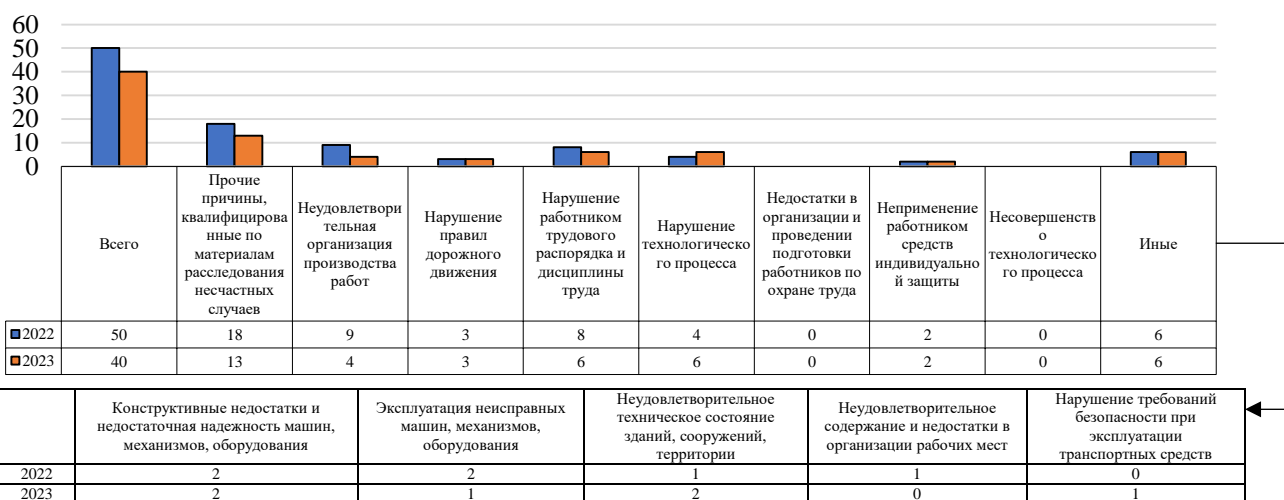 60
50
40
30
20
10
0
Всего
Прочие
причины,
квалифицирова
нные по
материалам
расследования
несчастных
случаев
Неудовлетвори
тельная
организация
производства
работ
Нарушение
правил
дорожного
движения
Нарушение
работником
трудового
распорядка и
дисциплины
труда
Нарушение
технологическо
го процесса
Недостатки в
организации и
проведении
подготовки
работников по
охране труда
Неприменение
работником
средств
индивидуально
й защиты
Несовершенств
о
технологическо
го процесса
Иные
2022 50 18 9 3 8 4 0 2 0 6
2023 40 13 4 3 6 6 0 2 0 6
Конструктивные недостатки и
недостаточная надежность машин,
механизмов, оборудования
Эксплуатация неисправных
машин, механизмов,
оборудования
Неудовлетворительное
техническое состояние
зданий, сооружений,
территории
Неудовлетворительное
содержание и недостатки в
организации рабочих мест
Нарушение требований
безопасности при
эксплуатации
транспортных средств
2022 2 2 1 1 0
2023 2 1 2 0 1